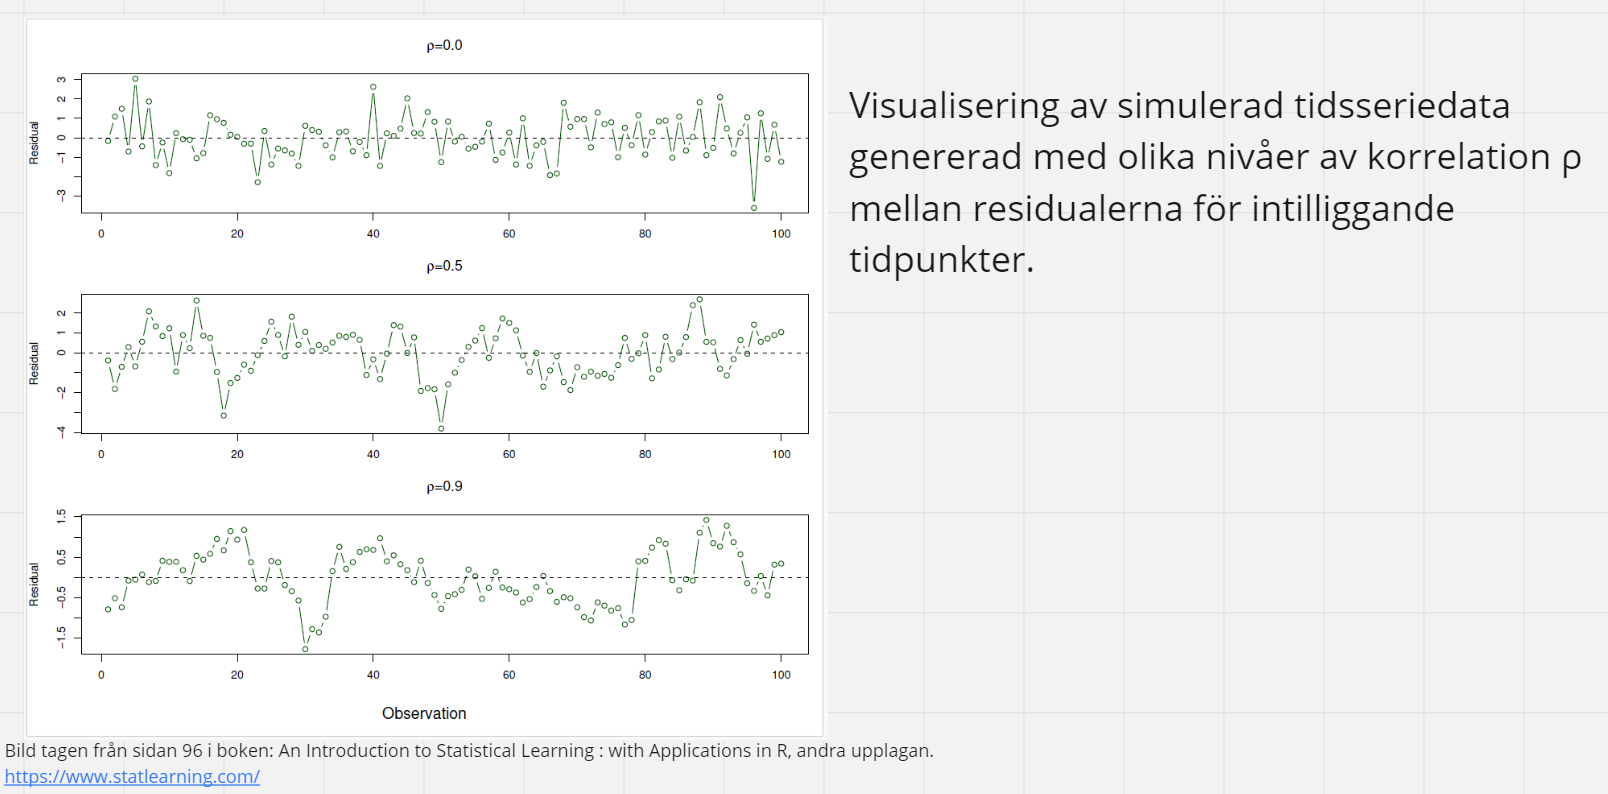 ρ=0.0
Residual
3
2
1
0
−1
−3
0 20 40 60 80 100
ρ=0.5
Residual
2
1
0
−2
−4
0 20 40 60 80 100
ρ=0.9
Residual
1.5
0.5
−0.5
−1.5
0 20 40 60 80 100
Observation
Visualisering av simulerad tidsseriedata
genererad med olika nivåer av korrelation ρ
mellan residualerna för intilliggande
tidpunkter.
Bild tagen från sidan 96 i boken: An Introduction to Statistical Learning : with Applications in R, andra upplagan.
https://www.statlearning.com/